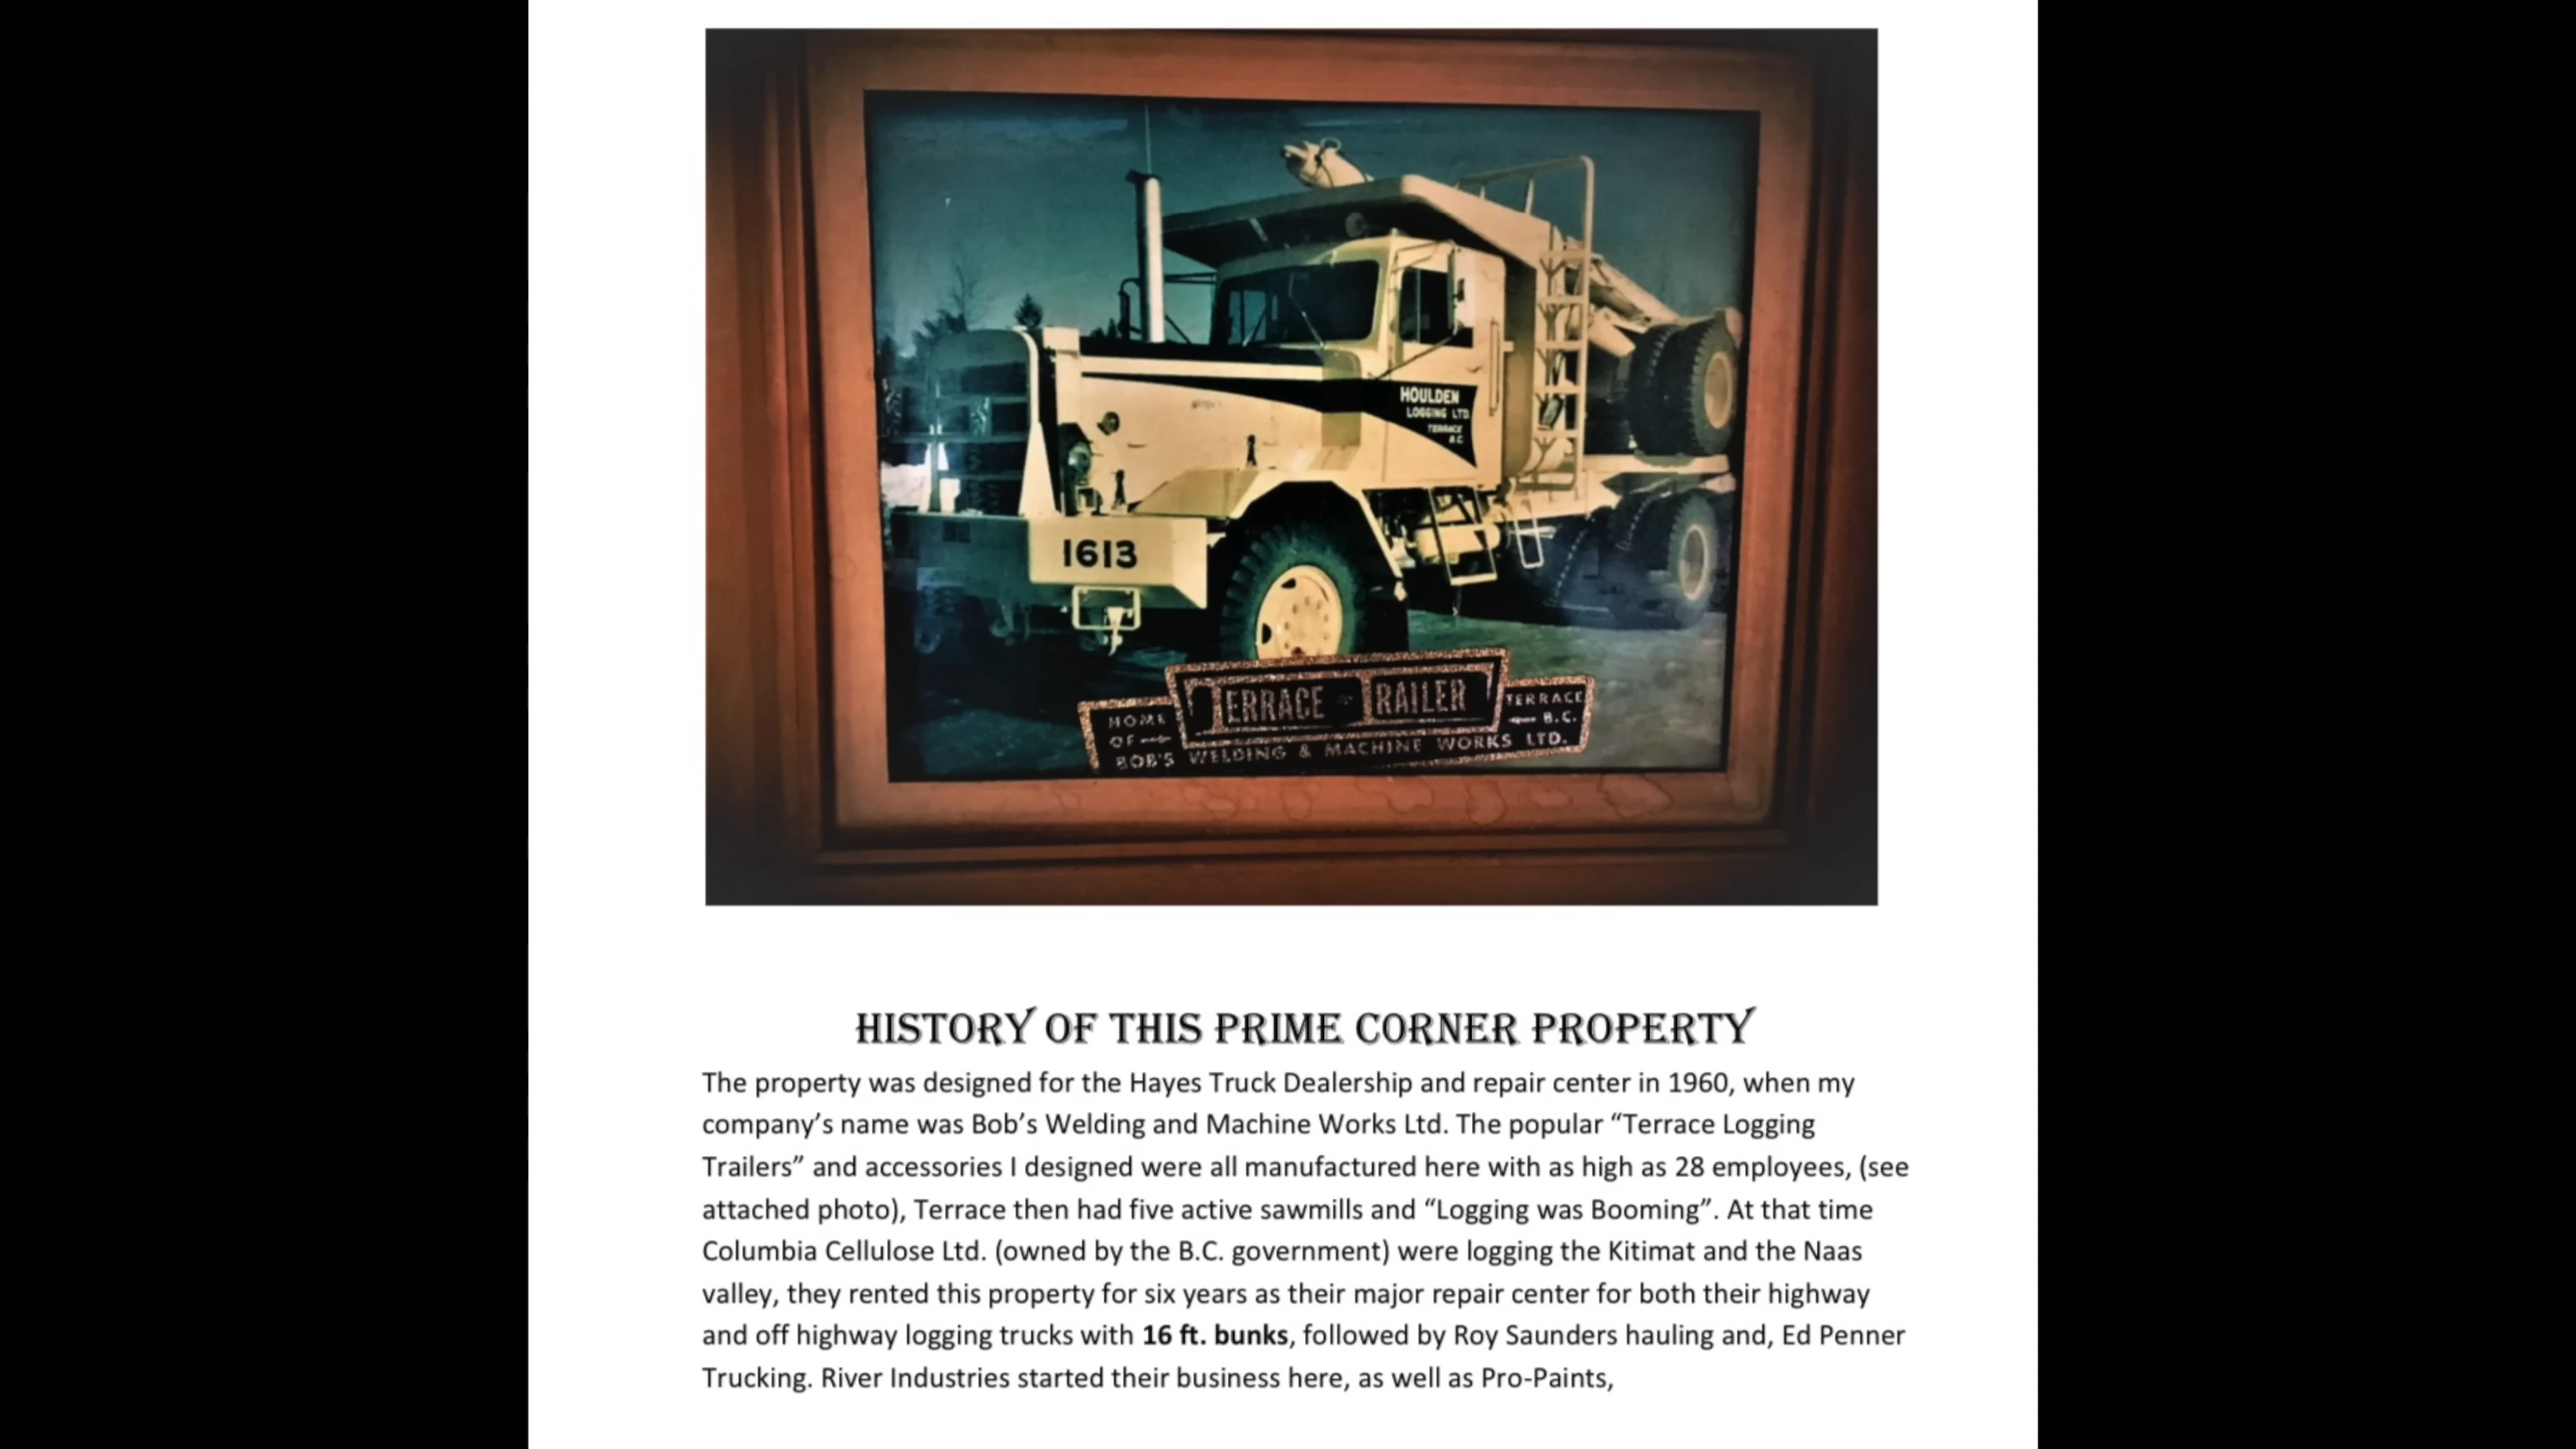 HOULDEN
LOGGING LTD.
TERRACE
B.C.
1613
TERRACE TRAILER
HOME
OF
TERRACE
B.C.
BOB'S WELDING & MACHINE WORKS LTD.
HISTORY OF THIS PRIME CORNER PROPERTY
The property was designed for the Hayes Truck Dealership and repair center in 1960, when my
company’s name was Bob’s Welding and Machine Works Ltd. The popular “Terrace Logging
Trailers” and accessories I designed were all manufactured here with as high as 28 employees, (see
attached photo), Terrace then had five active sawmills and “Logging was Booming”. At that time
Columbia Cellulose Ltd. (owned by the B.C. government) were logging the Kitimat and the Naas
valley, they rented this property for six years as their major repair center for both their highway
and off highway logging trucks with 16 ft. bunks, followed by Roy Saunders hauling and, Ed Penner
Trucking. River Industries started their business here, as well as Pro-Paints,